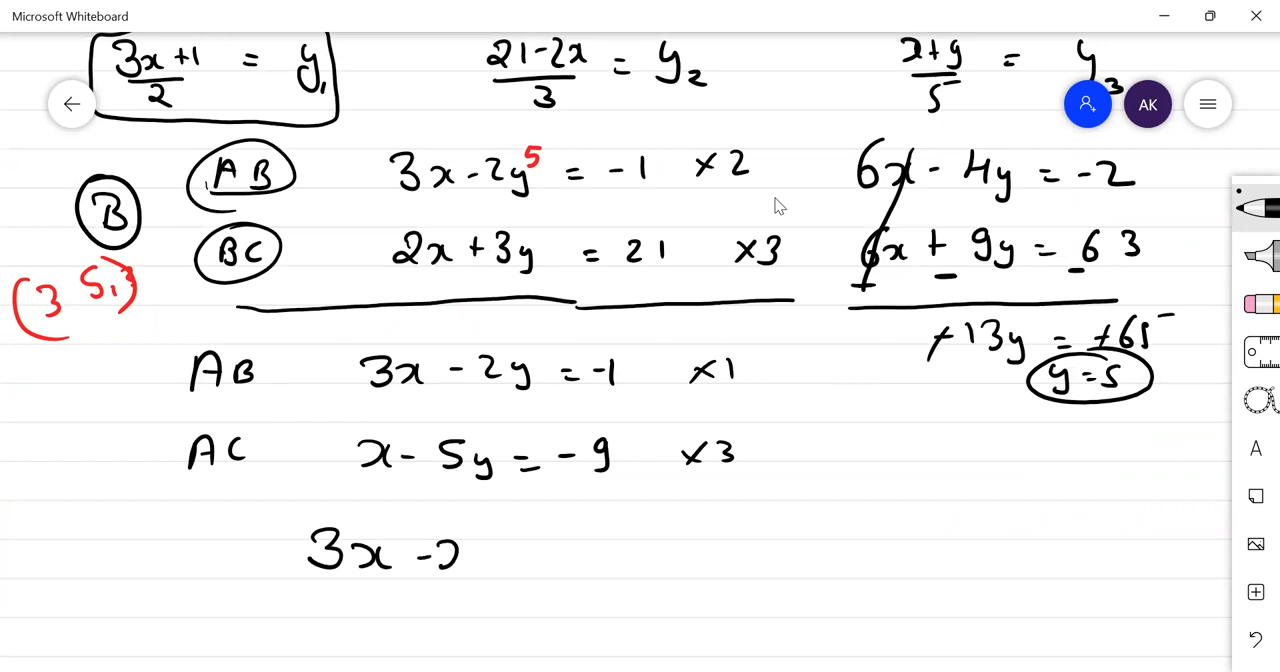 Microsoft Whiteboard
3x+1/2 = y₁ 21-2x/3 = y₂ x+y/5 = y₃
AK
AB 3x - 2y⁵ = -1 ×2 6x - 4y = -2
B
BC 2x + 3y = 21 ×3 6x + 9y = 63
(3 5,)
-13y = +65
AB 3x - 2y = -1 ×1 y = 5
AC x - 5y = -9 ×3
A
3x -2